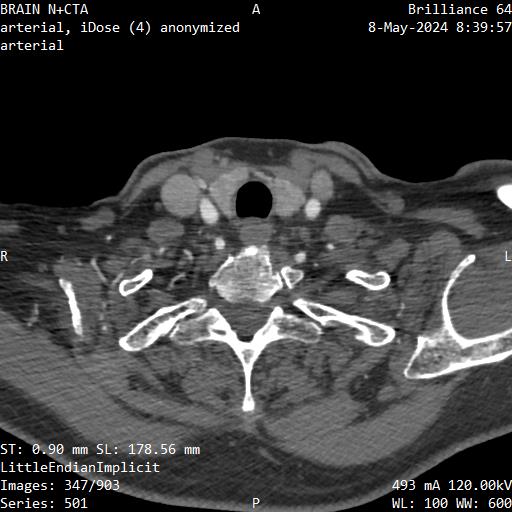 BRAIN N+CTA
arterial, iDose (4) anonymized
arterial
A
Brilliance 64
8-May-2024 8:39:57
R
L
ST: 0.90 mm SL: 178.56 mm
LittleEndianImplicit
Images: 347/903
Series: 501
P
493 mA 120.00kV
WL: 100 WW: 600